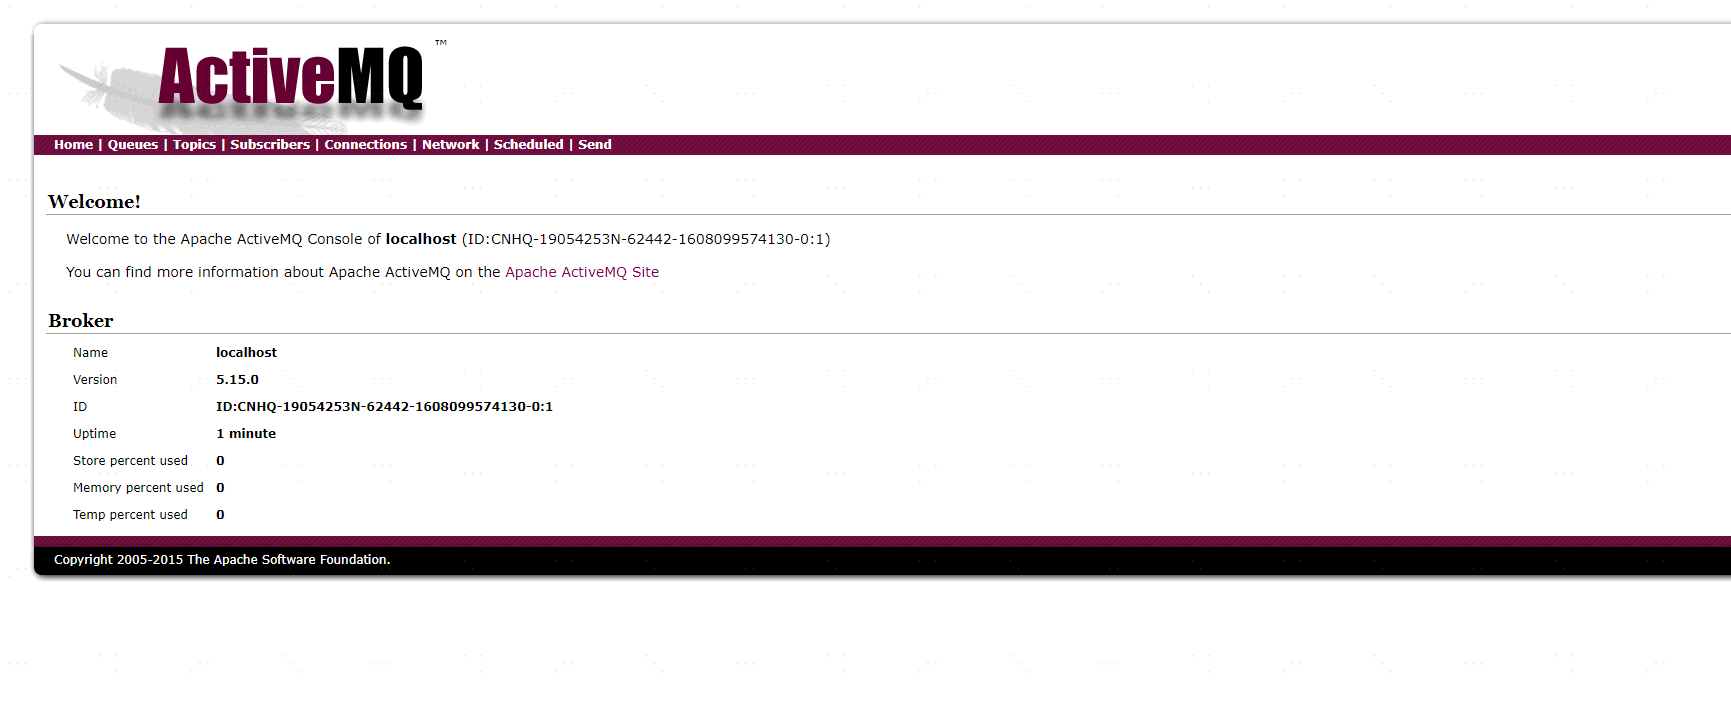 ActiveMQ ™
Home | Queues | Topics | Subscribers | Connections | Network | Scheduled | Send
Welcome!
Welcome to the Apache ActiveMQ Console of localhost (ID:CNHQ-19054253N-62442-1608099574130-0:1)
You can find more information about Apache ActiveMQ on the Apache ActiveMQ Site
Broker
Name localhost
Version 5.15.0
ID ID:CNHQ-19054253N-62442-1608099574130-0:1
Uptime 1 minute
Store percent used 0
Memory percent used 0
Temp percent used 0
Copyright 2005-2015 The Apache Software Foundation.